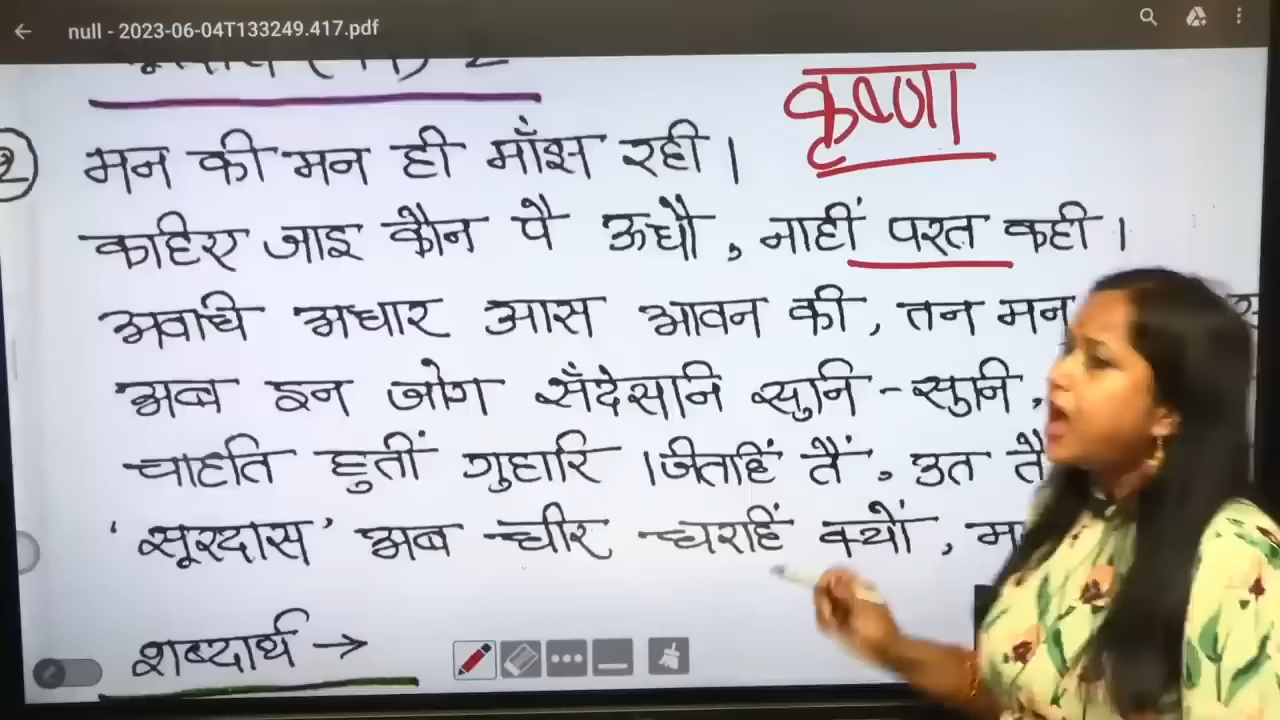 null - 2023-06-04T133249.417.pdf
कृष्णा
२ मन की मन ही माँझ रही।
कहिए जाइ कौन पै ऊधौ, नाहीं परत कही।
अवधि अधार आस आवन की, तन मन
अब इन जोग सँदेसनि सुनि-सुनि,
चाहति हुतीं गुहारि जितहिं तैं, उत तैं
'सूरदास' अब धीर धरहिं क्यों,
शब्दार्थ →